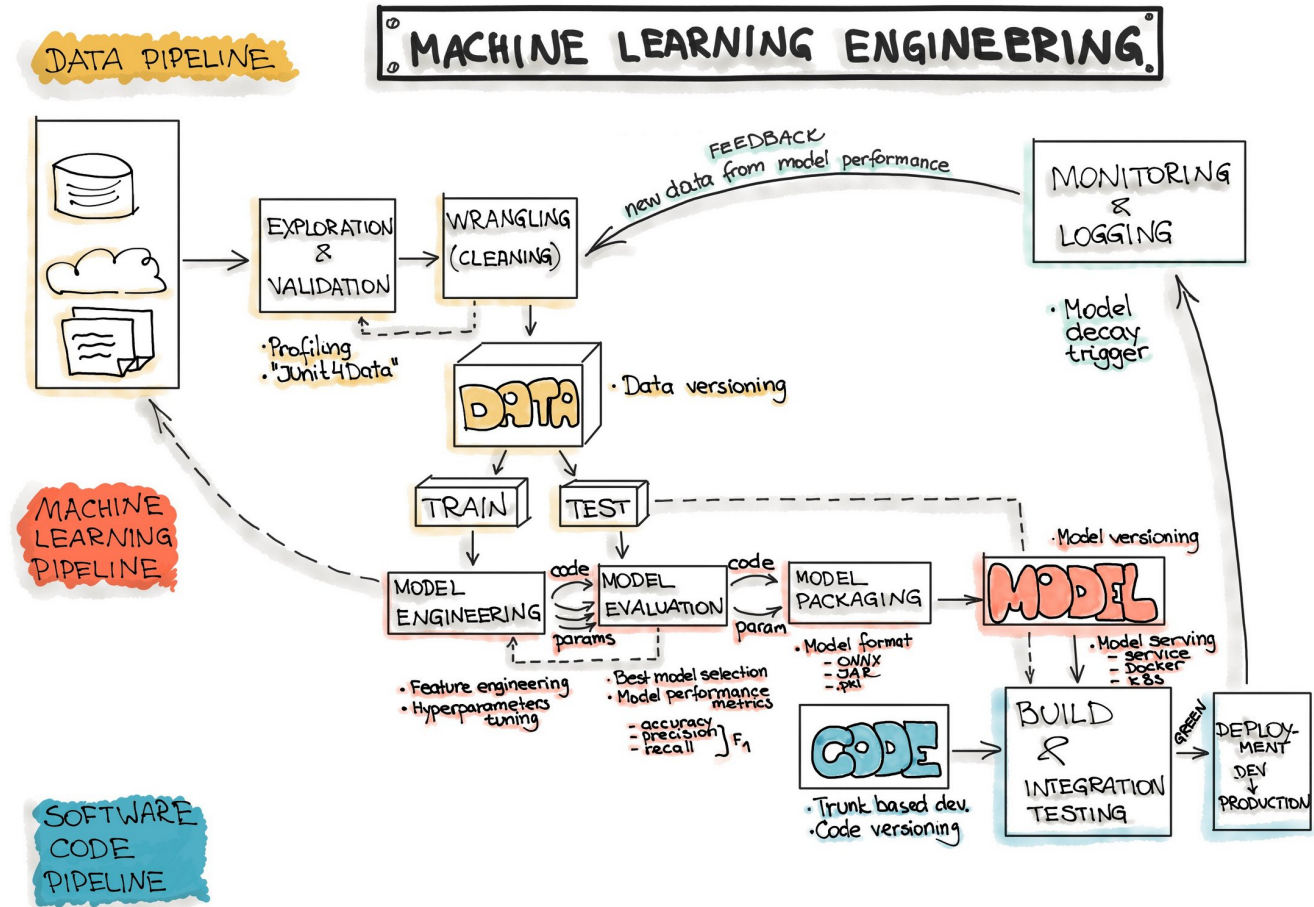 DATA PIPELINE
MACHINE LEARNING ENGINEERING
EXPLORATION
&
VALIDATION
WRANGLING
(CLEANING)
FEEDBACK
new data from model performance
MONITORING
&
LOGGING
· Profiling
· "JUnit4Data"
· Model
decay
trigger
DATA
· Data versioning
TRAIN
TEST
MACHINE
LEARNING
PIPELINE
MODEL
ENGINEERING
code
params
MODEL
EVALUATION
code
param
MODEL
PACKAGING
· Model versioning
MODEL
· Feature engineering
· Hyperparameters
tuning
· Best model selection
· Model performance
metrics
- accuracy
- precision
- recall
F1
· Model format
- ONNX
- JAR
- .pkl
· Model serving
- service
- Docker
- K8s
CODE
· Trunk based dev.
· Code versioning
BUILD
&
INTEGRATION
TESTING
GREEN
DEPLOY-
MENT
DEV
PRODUCTION
SOFTWARE
CODE
PIPELINE